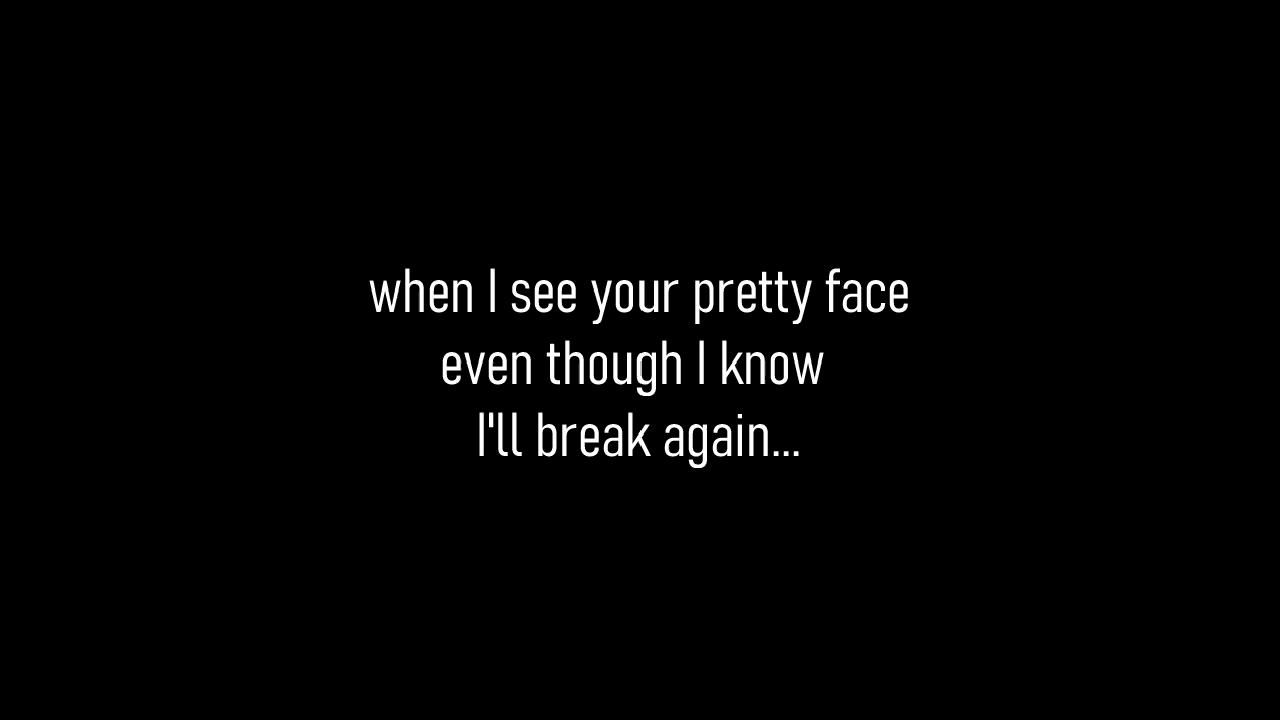 when I see your pretty face
even though I know
I'll break again...